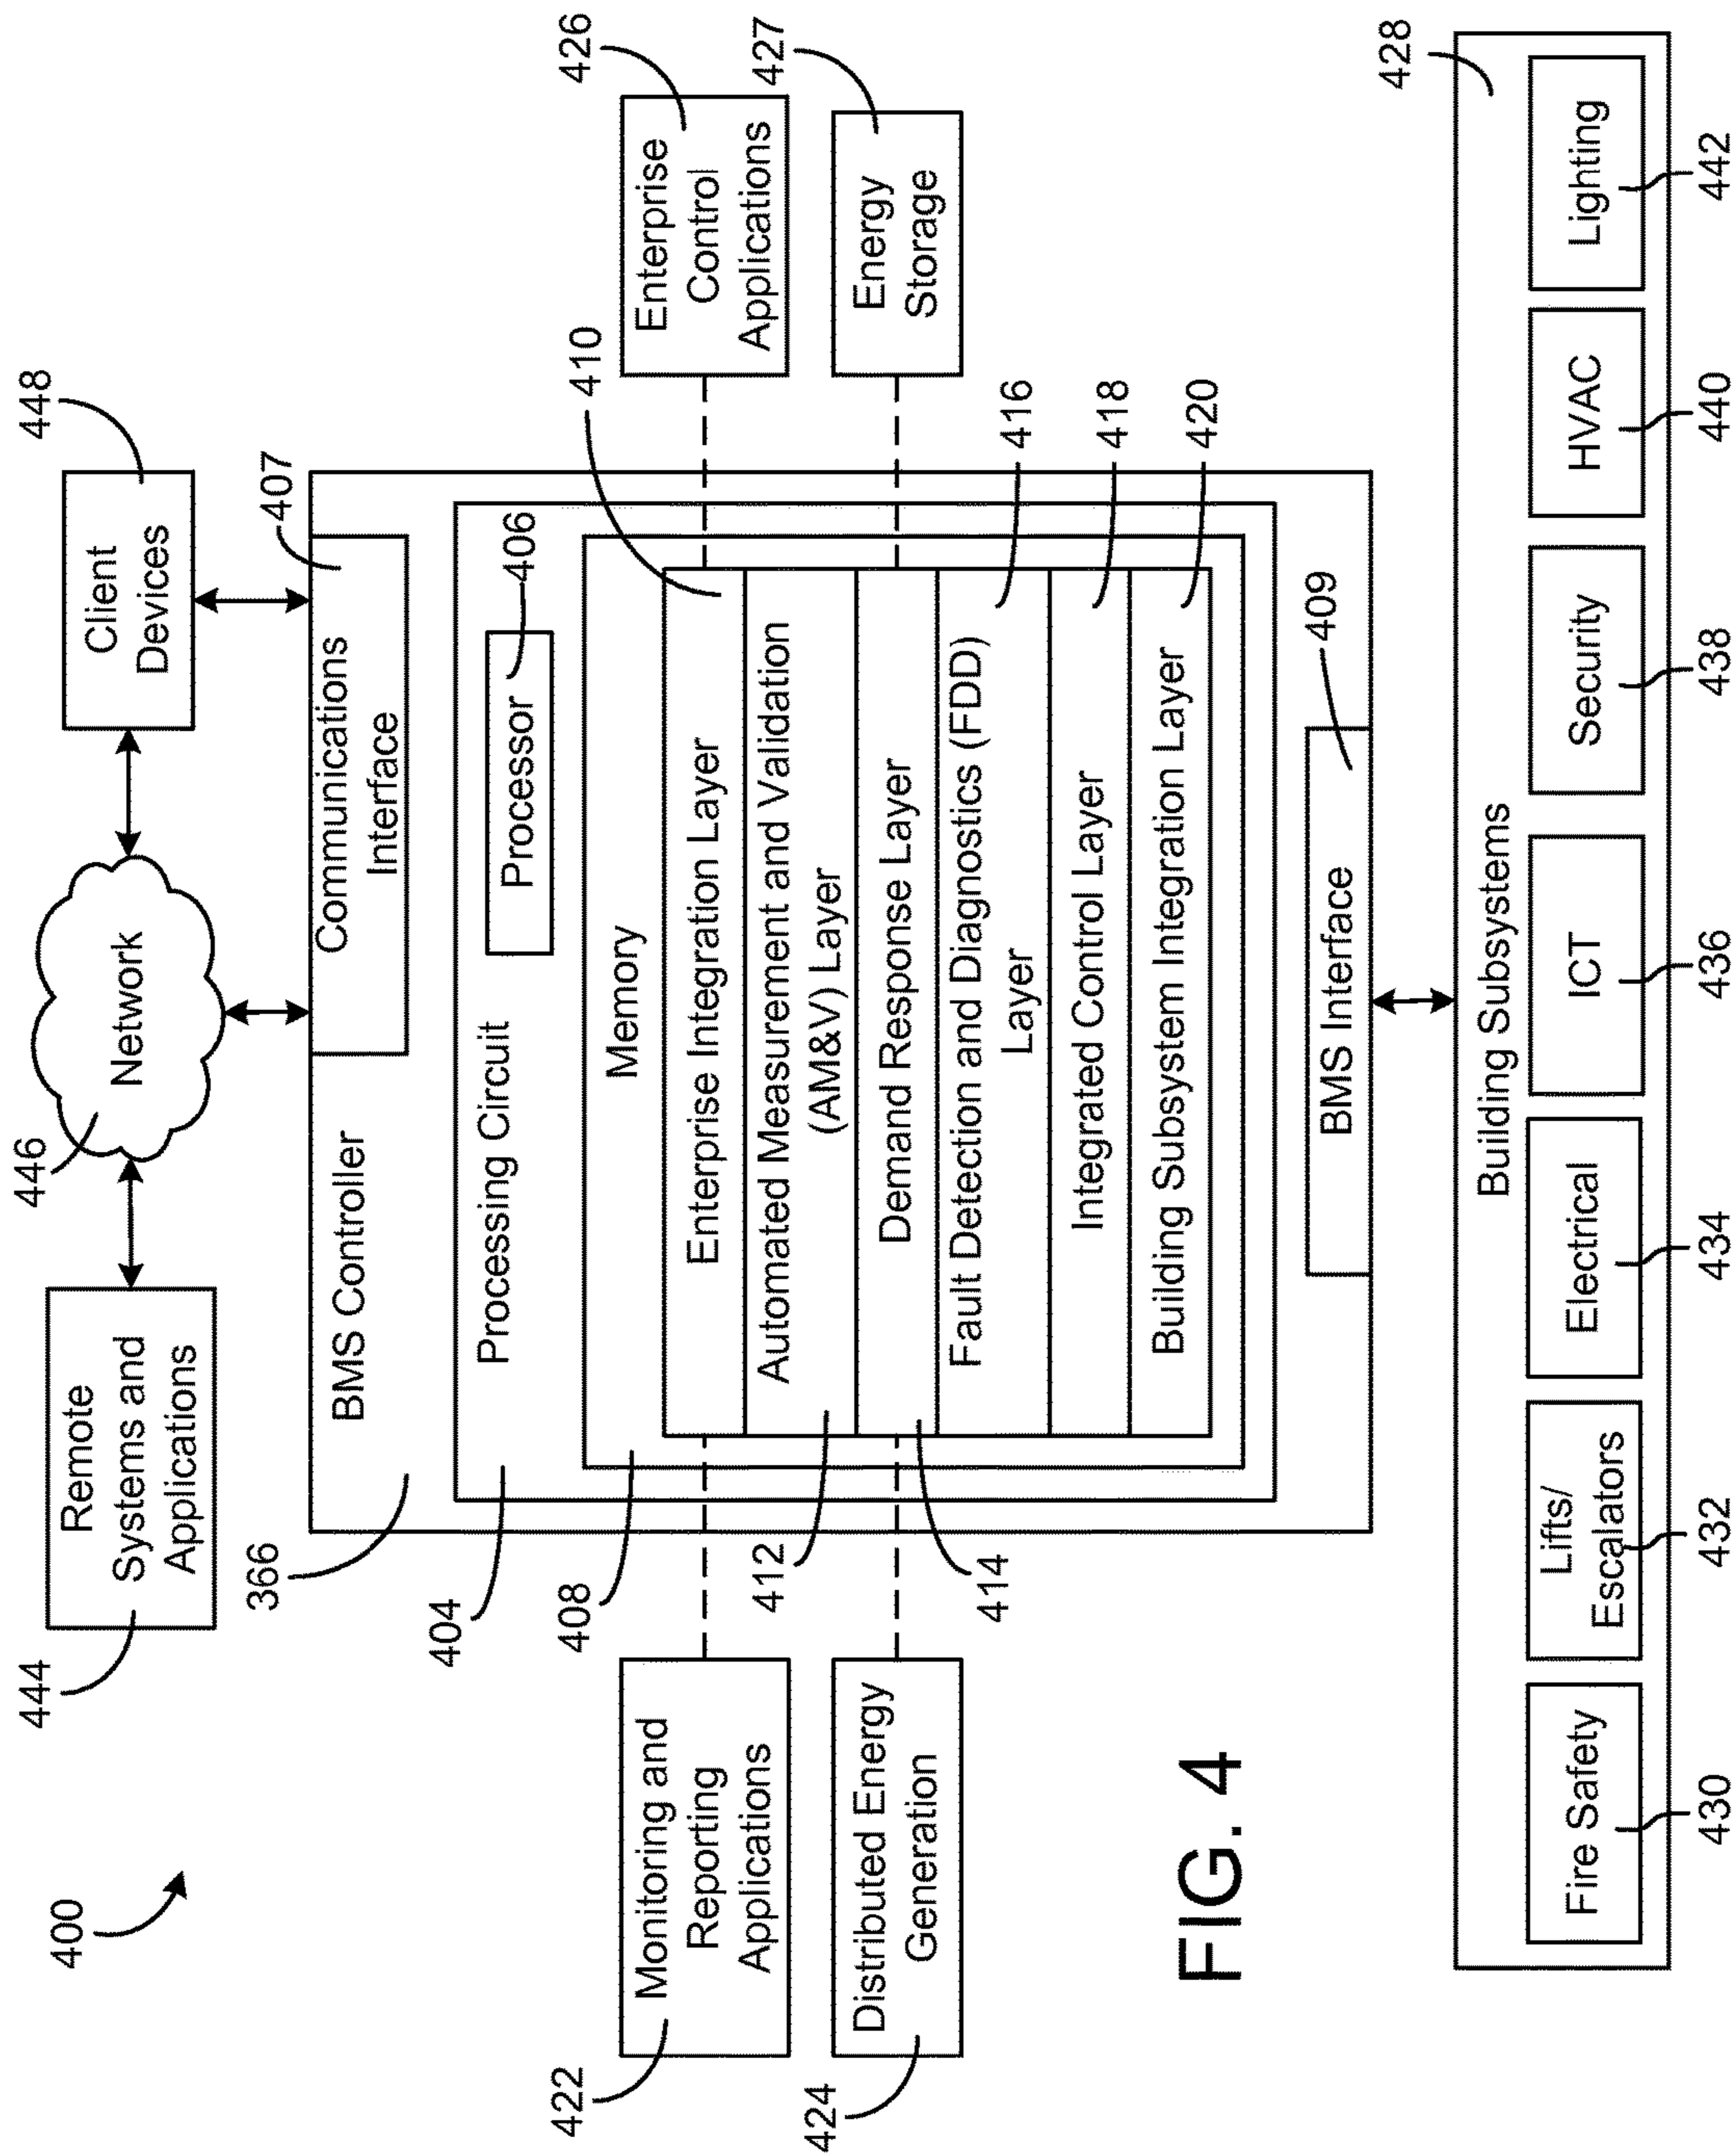 400
444
Remote
Systems and
Applications
446
Network
448
Client
Devices
366
BMS Controller
407
Communications
Interface
404
Processing Circuit
Processor
406
408
Memory
410
Enterprise Integration Layer
412
Automated Measurement and Validation
(AM&V) Layer
414
Demand Response Layer
416
Fault Detection and Diagnostics (FDD)
Layer
418
Integrated Control Layer
420
Building Subsystem Integration Layer
422
Monitoring and
Reporting
Applications
424
Distributed Energy
Generation
426
Enterprise
Control
Applications
427
Energy
Storage
409
BMS Interface
FIG. 4
428
Building Subsystems
Fire Safety
Lifts/
Escalators
Electrical
ICT
Security
HVAC
Lighting
430
432
434
436
438
440
442